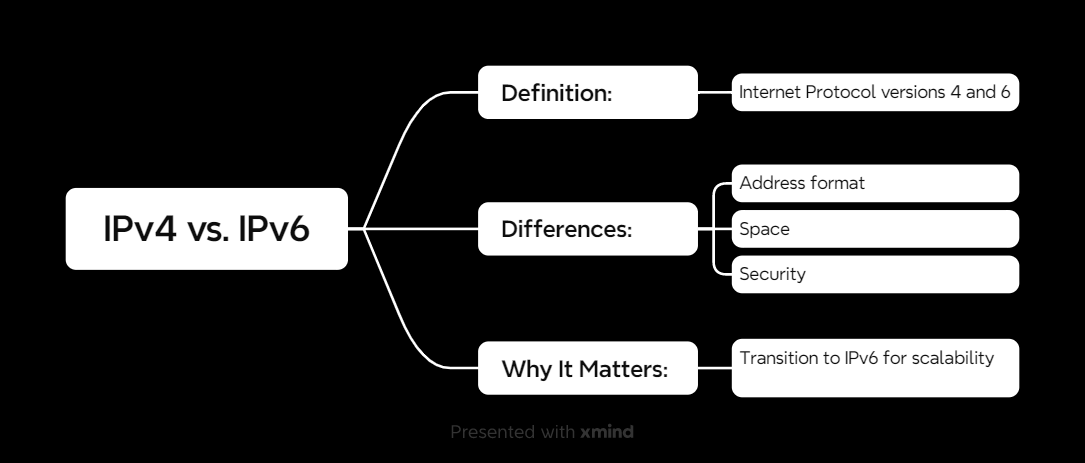 IPv4 vs. IPv6
Definition:
Internet Protocol versions 4 and 6
Differences:
Address format
Space
Security
Why It Matters:
Transition to IPv6 for scalability
Presented with xmind